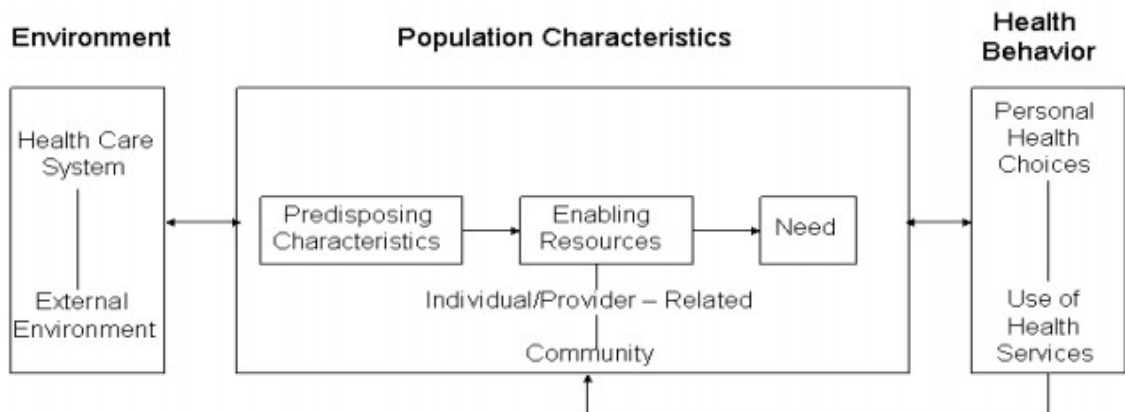 Environment
Population Characteristics
Health
Behavior
Health Care
System
External
Environment
Predisposing
Characteristics
Enabling
Resources
Need
Individual/Provider – Related
Community
Personal
Health
Choices
Use of
Health
Services